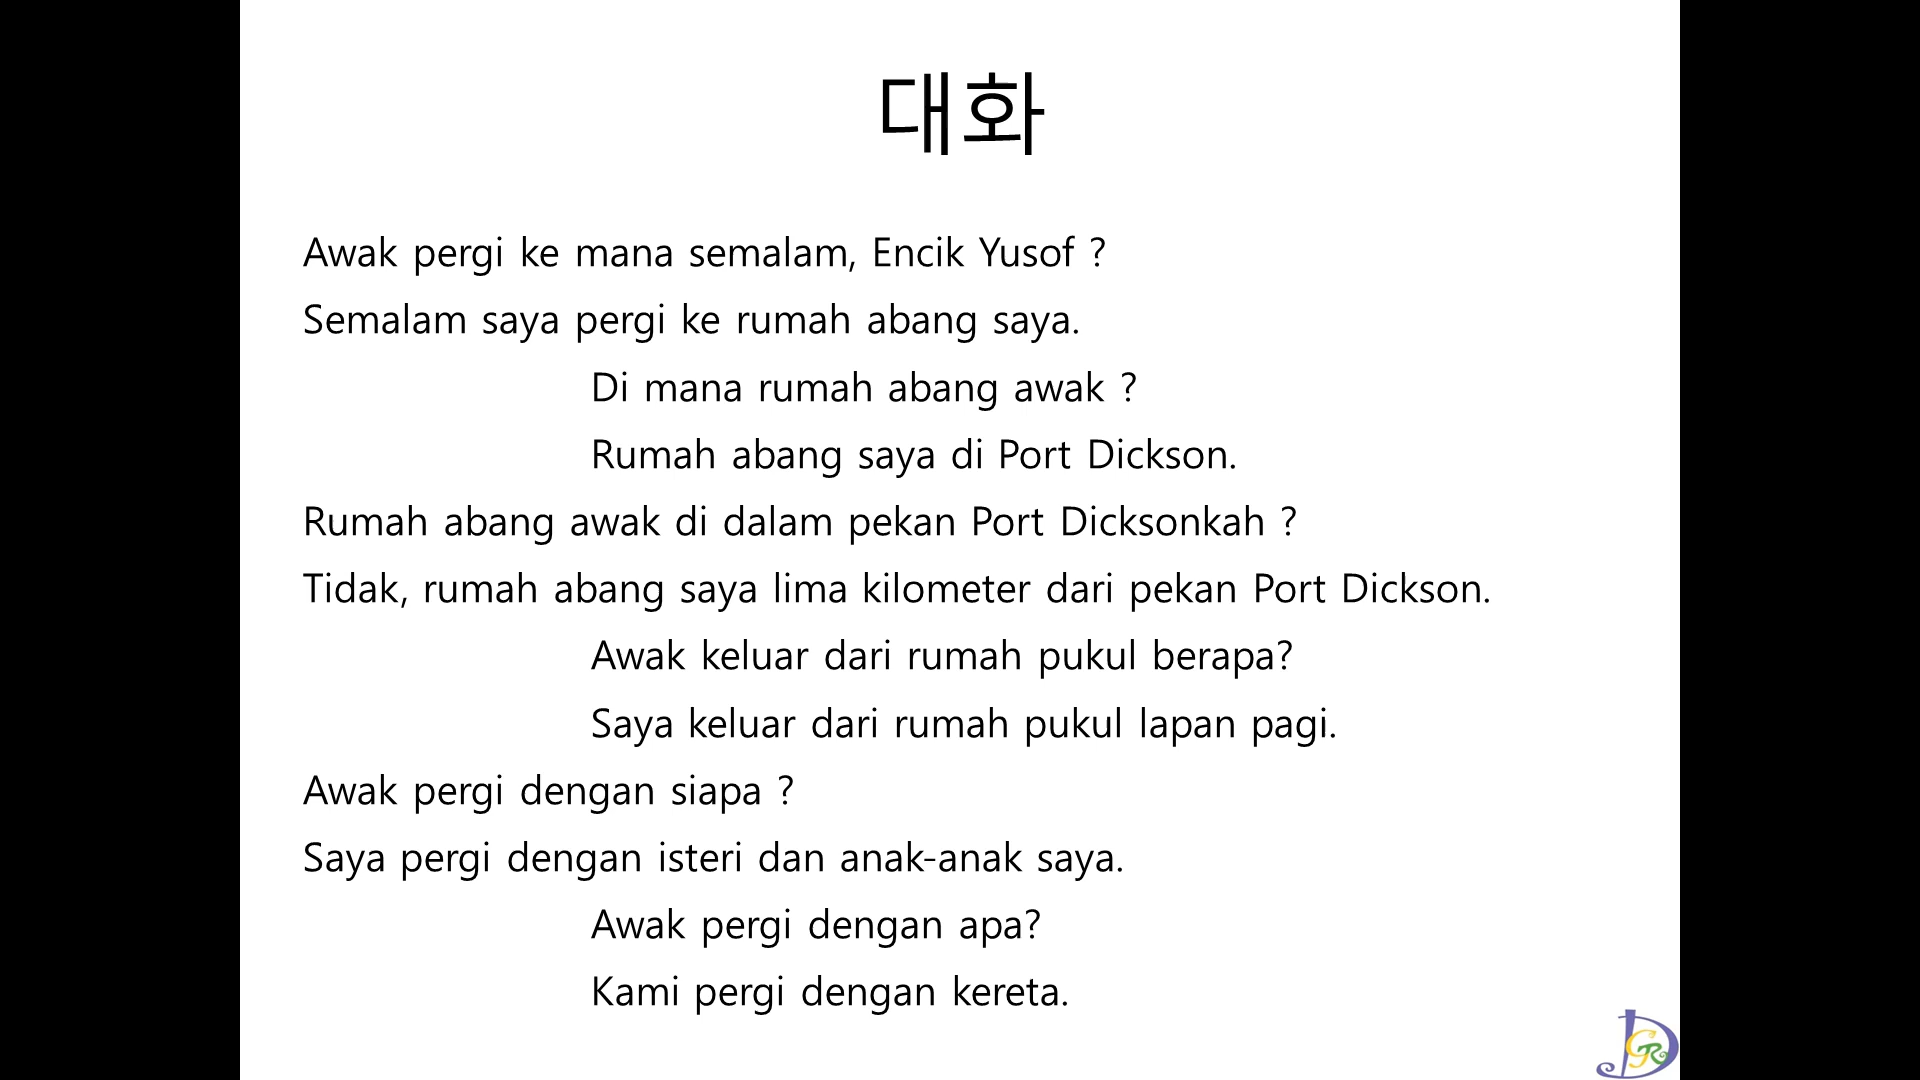 대화
Awak pergi ke mana semalam, Encik Yusof ?
Semalam saya pergi ke rumah abang saya.
Di mana rumah abang awak ?
Rumah abang saya di Port Dickson.
Rumah abang awak di dalam pekan Port Dicksonkah ?
Tidak, rumah abang saya lima kilometer dari pekan Port Dickson.
Awak keluar dari rumah pukul berapa?
Saya keluar dari rumah pukul lapan pagi.
Awak pergi dengan siapa ?
Saya pergi dengan isteri dan anak-anak saya.
Awak pergi dengan apa?
Kami pergi dengan kereta.